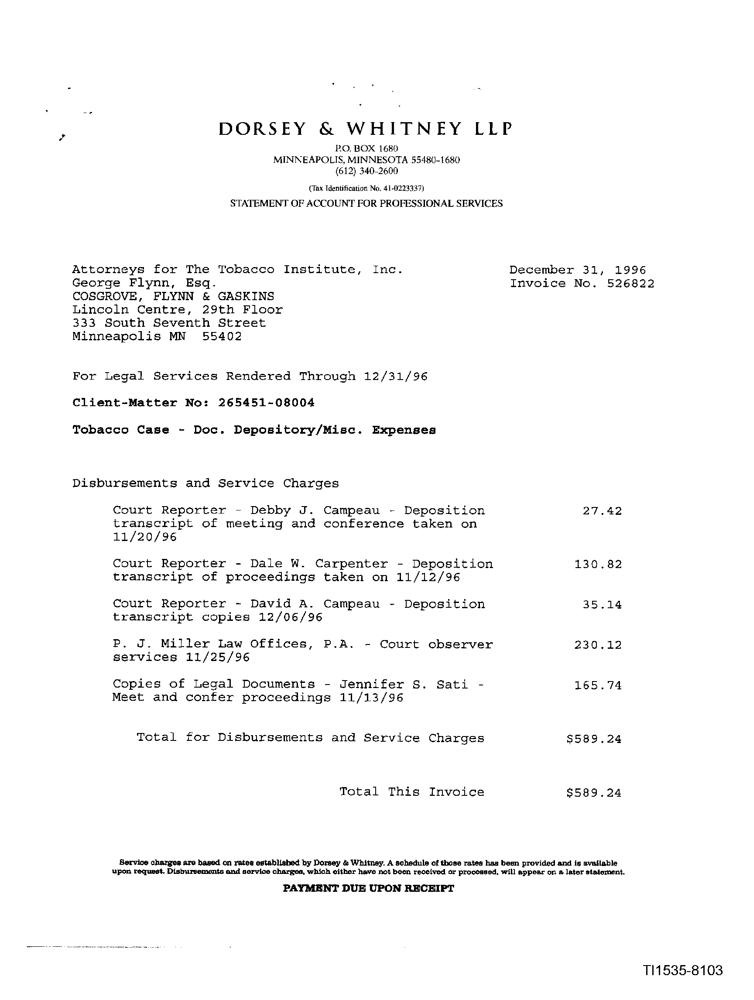 DORSEY & WHITNEY LLP
P.O. BOX 1680
MINNEAPOLIS, MINNESOTA 55480-1680
(612) 340-2600
(Tax Identification No. 41-0223337)
STATEMENT OF ACCOUNT FOR PROFESSIONAL SERVICES
Attorneys for The Tobacco Institute, Inc. December 31, 1996
George Flynn, Esq. Invoice No. 526822
COSGROVE, FLYNN & GASKINS
Lincoln Centre, 29th Floor
333 South Seventh Street
Minneapolis MN 55402
For Legal Services Rendered Through 12/31/96
Client-Matter No: 265451-08004
Tobacco Case - Doc. Depository/Misc. Expenses
Disbursements and Service Charges
Court Reporter - Debby J. Campeau - Deposition 27.42
transcript of meeting and conference taken on
11/20/96
Court Reporter - Dale W. Carpenter - Deposition 130.82
transcript of proceedings taken on 11/12/96
Court Reporter - David A. Campeau - Deposition 35.14
transcript copies 12/06/96
P. J. Miller Law Offices, P.A. - Court observer 230.12
services 11/25/96
Copies of Legal Documents - Jennifer S. Sati - 165.74
Meet and confer proceedings 11/13/96
Total for Disbursements and Service Charges $589.24
Total This Invoice $589.24
Service charges are based on rates established by Dorsey & Whitney. A schedule of those rates has been provided and is available
upon request. Disbursements and service charges, which either have not been received or processed, will appear on a later statement.
PAYMENT DUE UPON RECEIPT
TI1535-8103